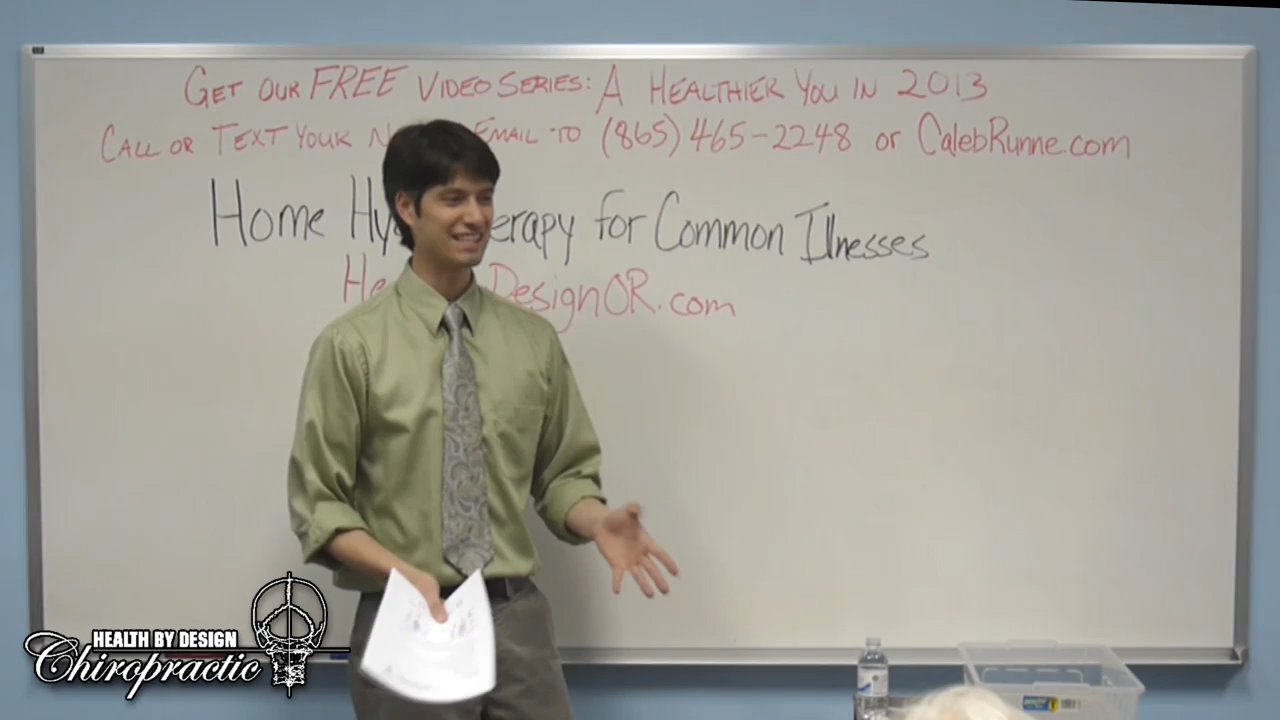 GET OUR FREE VIDEO SERIES: A HEALTHIER YOU IN 2013
CALL OR TEXT YOUR N EMAIL TO (865) 465-2248 or CalebRunne.com
Home Hy erapy for Common Illnesses
He DesignOR.com
HEALTH BY DESIGN
Chiropractic